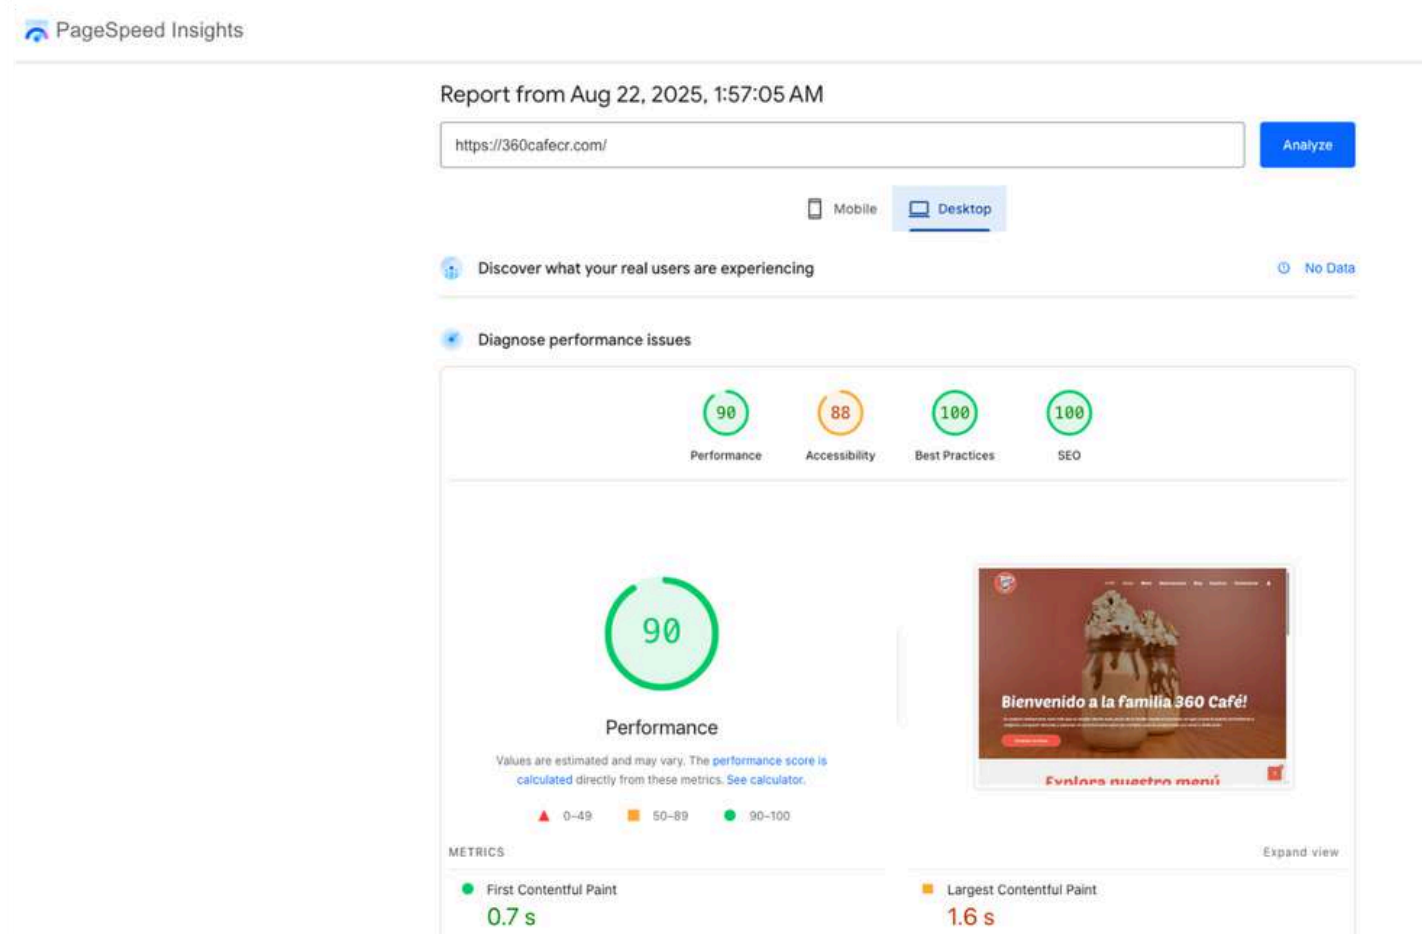 PageSpeed Insights
Report from Aug 22, 2025, 1:57:05 AM
https://360cafecr.com/
Analyze
Mobile
Desktop
Discover what your real users are experiencing
No Data
Diagnose performance issues
90
88
100
100
Performance
Accessibility
Best Practices
SEO
90
Performance
Values are estimated and may vary. The performance score is
calculated directly from these metrics. See calculator.
0–49
50–89
90–100
Bienvenido a la familia 360 Café!
Explora nuestro menú
METRICS
Expand view
First Contentful Paint
0.7 s
Largest Contentful Paint
1.6 s